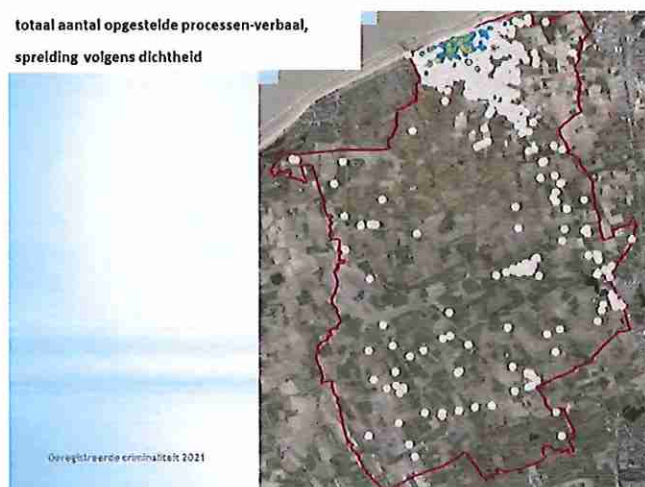 totaal aantal opgestelde processen-verbaal,
spreiding volgens dichtheid
Geregistreerde criminaliteit 2021